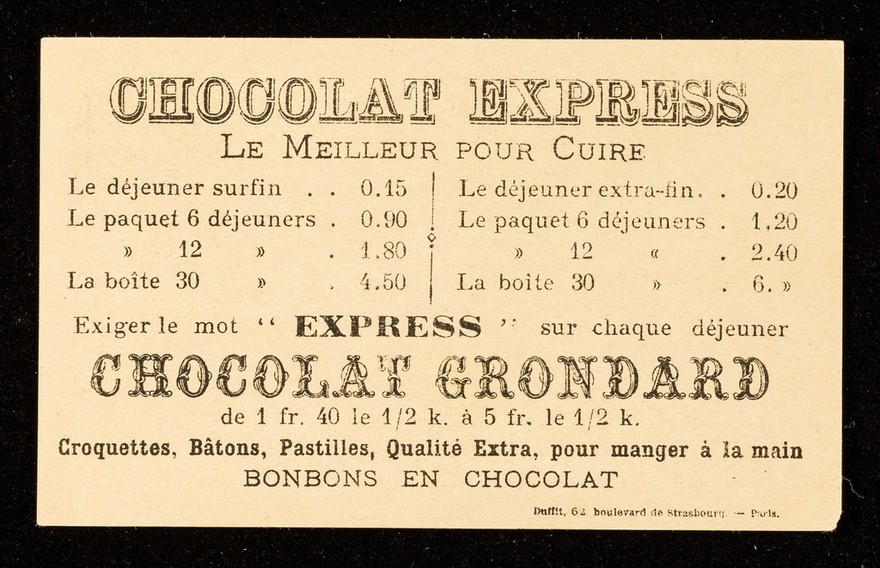 CHOCOLAT EXPRESS
LE MEILLEUR POUR CUIRE
Le déjeuner surfin . . 0.15
Le paquet 6 déjeuners . 0.90
» 12 » . 1.80
La boîte 30 » . 4.50
Le déjeuner extra-fin. . 0.20
Le paquet 6 déjeuners . 1.20
» 12 « . 2.40
La boîte 30 » . 6. »
Exiger le mot “ EXPRESS ” sur chaque déjeuner
CHOCOLAT GRONDARD
de 1 fr. 40 le 1/2 k. à 5 fr. le 1/2 k.
Croquettes, Bâtons, Pastilles, Qualité Extra, pour manger à la main
BONBONS EN CHOCOLAT
Duffit, 62 boulevard de Strasbourg. — Paris.